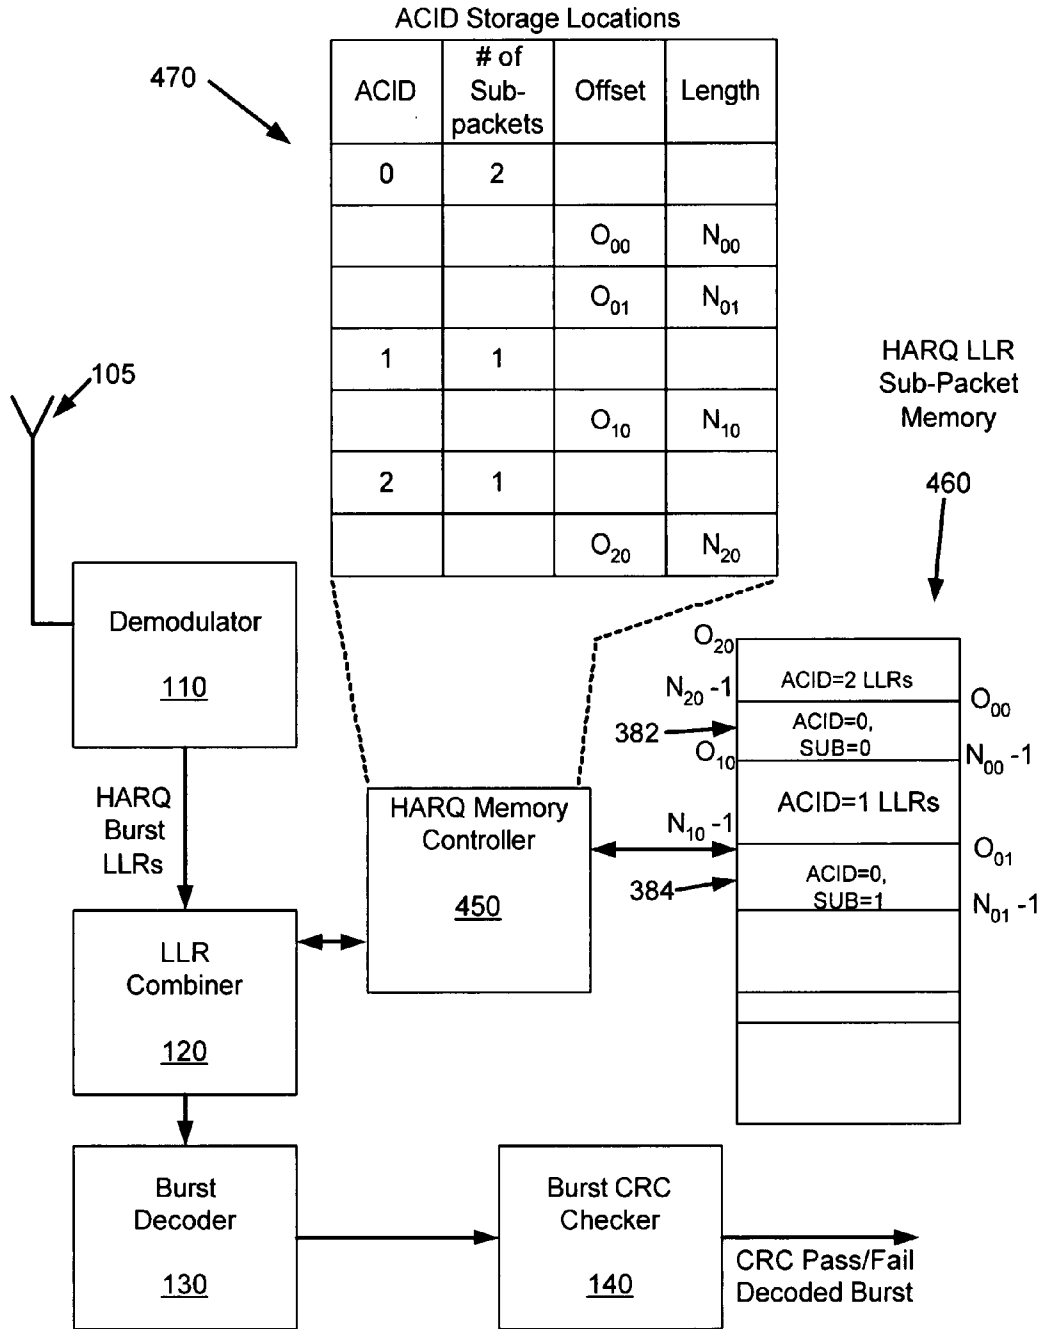 ACID Storage Locations
470
ACID
# of
Sub-
packets
Offset
Length
0 2
O00 N00
O01 N01
1 1
O10 N10
2 1
O20 N20
105
HARQ LLR
Sub-Packet
Memory
460
Demodulator
110
O20
N20 -1
ACID=2 LLRs
O00
382
ACID=0,
SUB=0
O10
N00 -1
HARQ
Burst
LLRs
HARQ Memory
Controller
450
N10 -1
ACID=1 LLRs
O01
384
ACID=0,
SUB=1
N01 -1
LLR
Combiner
120
Burst
Decoder
130
Burst CRC
Checker
140
CRC Pass/Fail
Decoded Burst